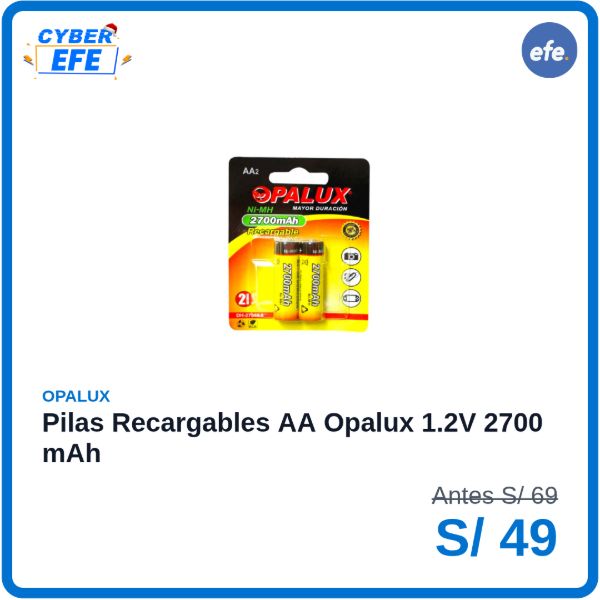 CYBER
EFE
efe.
AA2
OPALUX
MAYOR DURACIÓN
Ni-MH
2700mAh
Recargable
2700mAh
2700mAh
OPALUX
Pilas Recargables AA Opalux 1.2V 2700
mAh
Antes S/ 69
S/ 49